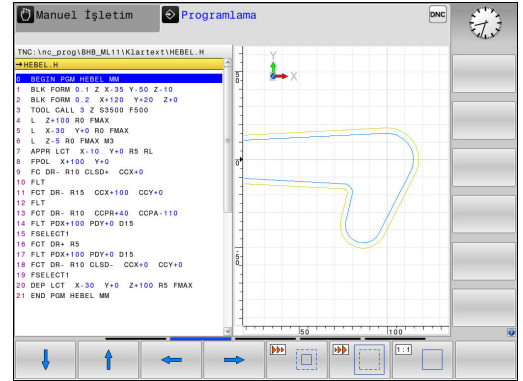 Manuel İşletim
Programlama
DNC
TNC:\nc_prog\BHB_ML11\Klartext\HEBEL.H
→HEBEL.H
0 BEGIN PGM HEBEL MM
1 BLK FORM 0.1 Z X-35 Y-50 Z-10
2 BLK FORM 0.2 X+120 Y+20 Z+0
3 TOOL CALL 3 Z S3500 F500
4 L Z+100 R0 FMAX
5 L X-30 Y+0 R0 FMAX
6 L Z-5 R0 FMAX M3
7 APPR LCT X-10 Y+0 R5 RL
8 FPOL X+100 Y+0
9 FC DR- R10 CLSD+ CCX+0
10 FLT
11 FCT DR- R15 CCX+100 CCY+0
12 FLT
13 FCT DR- R10 CCPR+40 CCPA-110
14 FLT PDX+100 PDY+0 D15
15 FSELECT1
16 FCT DR+ R5
17 FLT PDX+100 PDY+0 D15
18 FCT DR- R10 CLSD- CCX+0 CCY+0
19 FSELECT1
20 DEP LCT X-30 Y+0 Z+100 R5 FMAX
21 END PGM HEBEL MM
Y
X
50
0
-50
50
100
1:1